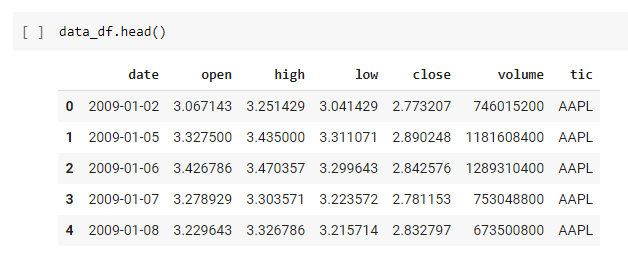 [ ] data_df.head()
date open high low close volume tic
0 2009-01-02 3.067143 3.251429 3.041429 2.773207 746015200 AAPL
1 2009-01-05 3.327500 3.435000 3.311071 2.890248 1181608400 AAPL
2 2009-01-06 3.426786 3.470357 3.299643 2.842576 1289310400 AAPL
3 2009-01-07 3.278929 3.303571 3.223572 2.781153 753048800 AAPL
4 2009-01-08 3.229643 3.326786 3.215714 2.832797 673500800 AAPL